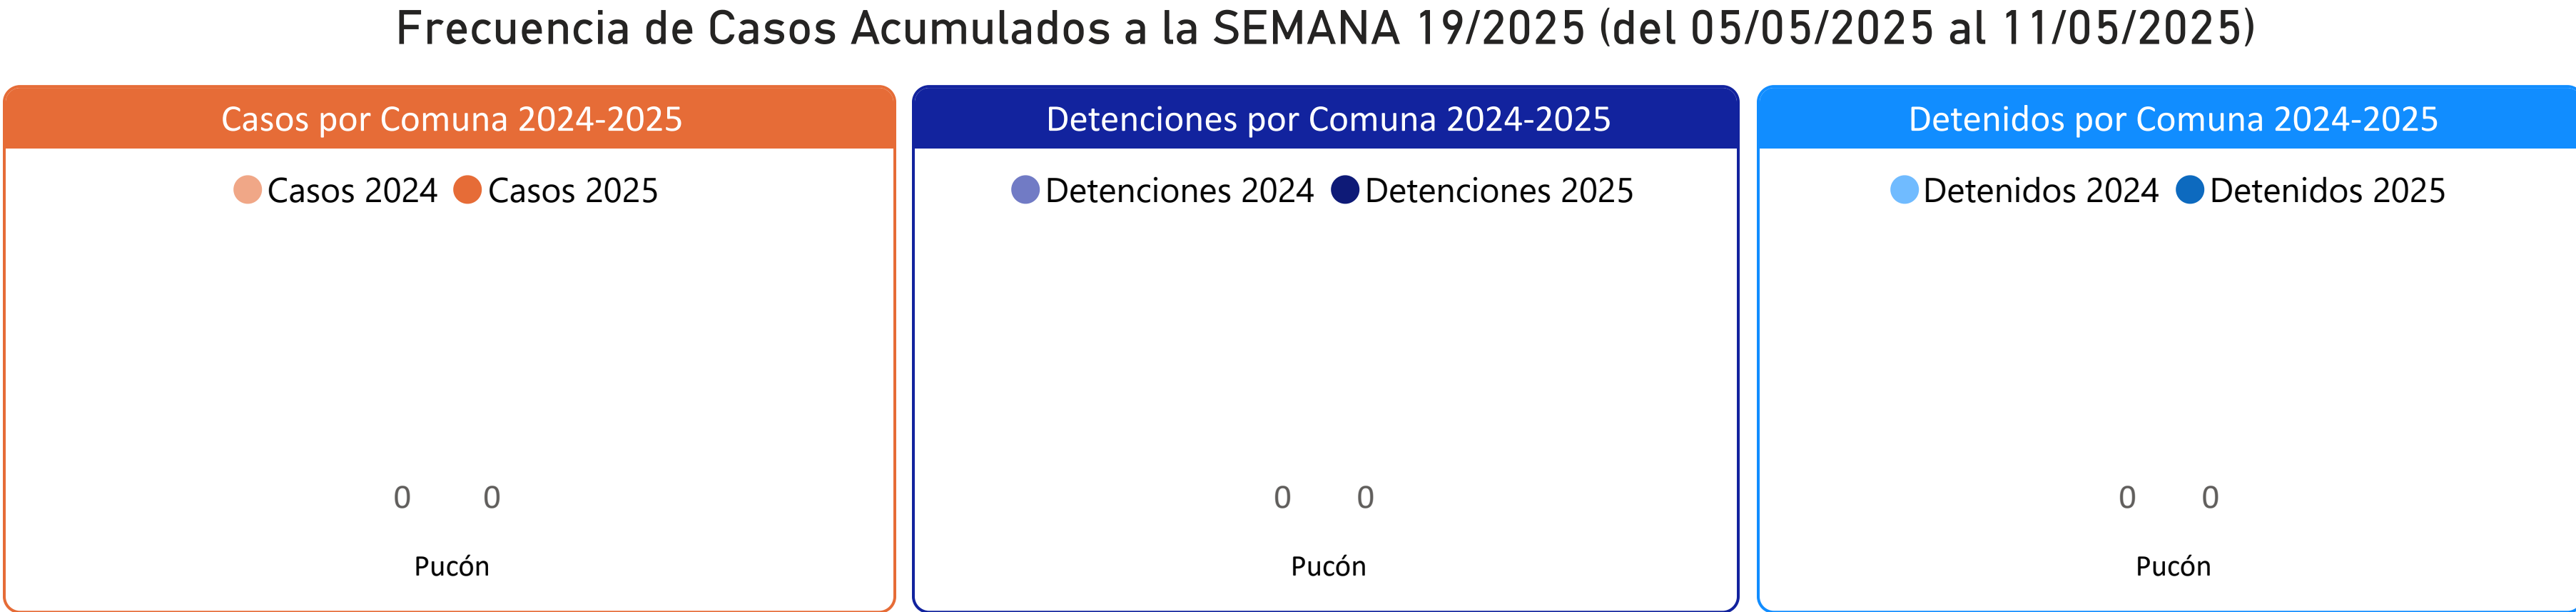 Frecuencia de Casos Acumulados a la SEMANA 19/2025 (del 05/05/2025 al 11/05/2025)
Casos por Comuna 2024-2025
Casos 2024 Casos 2025
0 0
Pucón
Detenciones por Comuna 2024-2025
Detenciones 2024 Detenciones 2025
0 0
Pucón
Detenidos por Comuna 2024-2025
Detenidos 2024 Detenidos 2025
0 0
Pucón